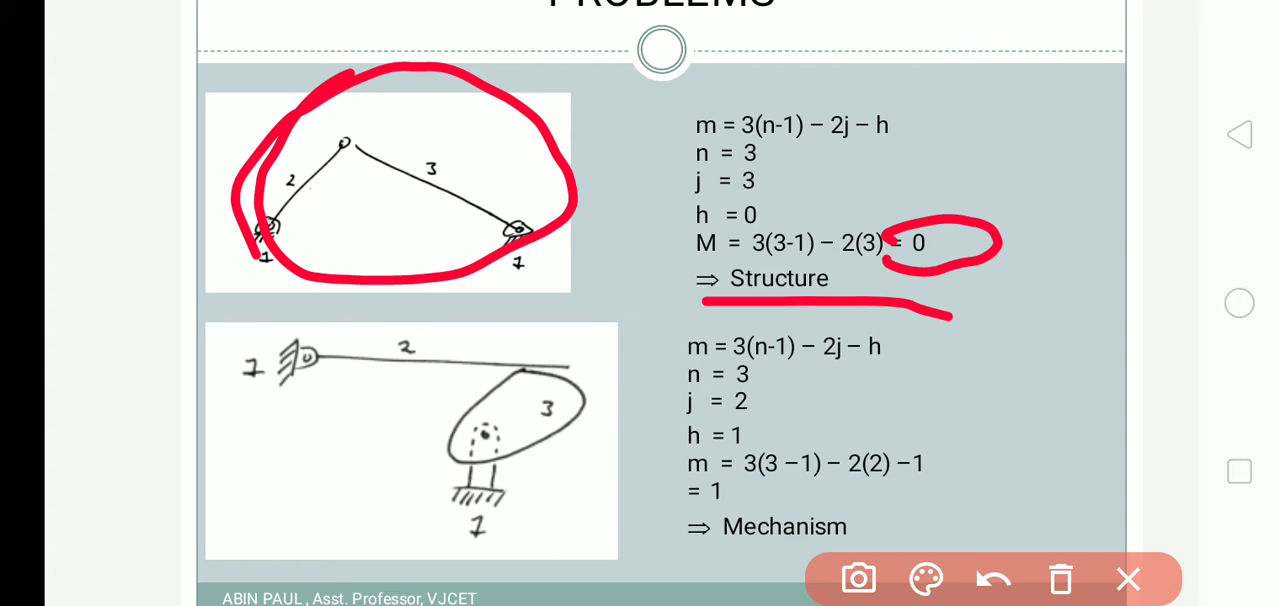 PROBLEMS
2
3
1
1
m = 3(n-1) – 2j – h
n = 3
j = 3
h = 0
M = 3(3-1) – 2(3) = 0
⇒ Structure
1
2
3
1
m = 3(n-1) – 2j – h
n = 3
j = 2
h = 1
m = 3(3 –1) – 2(2) –1
= 1
⇒ Mechanism
ABIN PAUL , Asst. Professor, VJCET